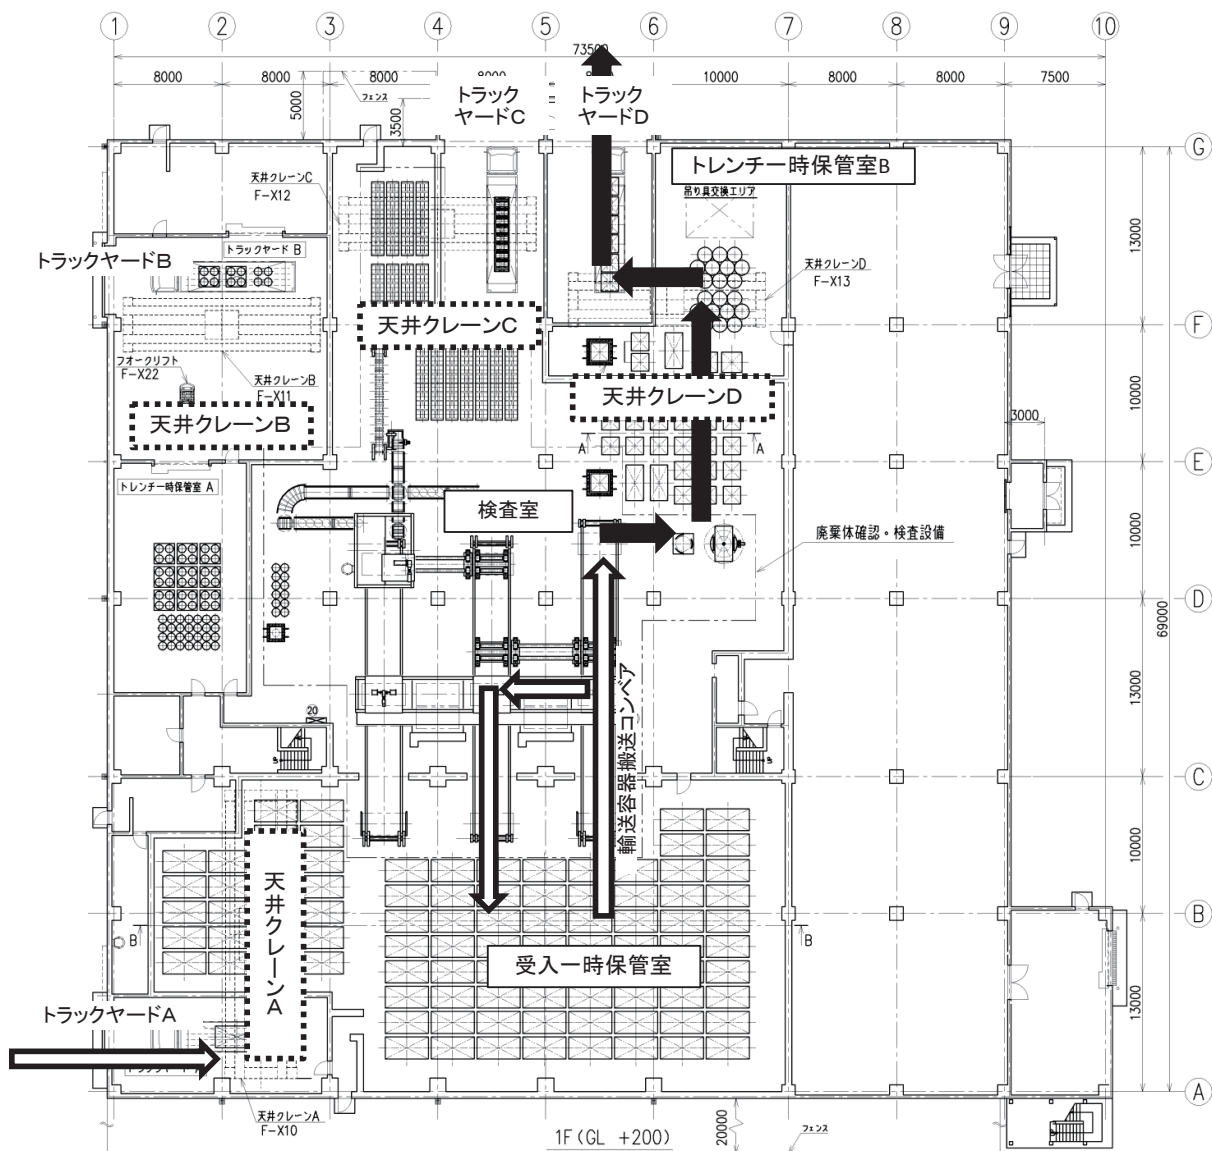 1
2
3
4
5
6
7
8
9
10
73500
8000
8000
8000
10000
8000
8000
7500
5000
フェンス
3500
トラック
ヤードC
トラック
ヤードD
G
トレンチ一時保管室B
天井クレーンC
F-X12
吊り具交換エリア
13000
トラックヤードB
トラックヤード B
天井クレーンD
F-X13
天井クレーンC
F
フオークリフト
F-X22
天井クレーンB
F-X11
天井クレーンD
10000
天井クレーンB
3000
A
A
E
トレンチ一時保管室 A
検査室
廃棄体確認・検査設備
10000
D
69000
輸送容器搬送コンベア
13000
20
C
天井クレーンA
10000
B
B
B
受入一時保管室
トラックヤードA
13000
A
天井クレーンA
F-X10
1F(GL +200)
20000
フェンス